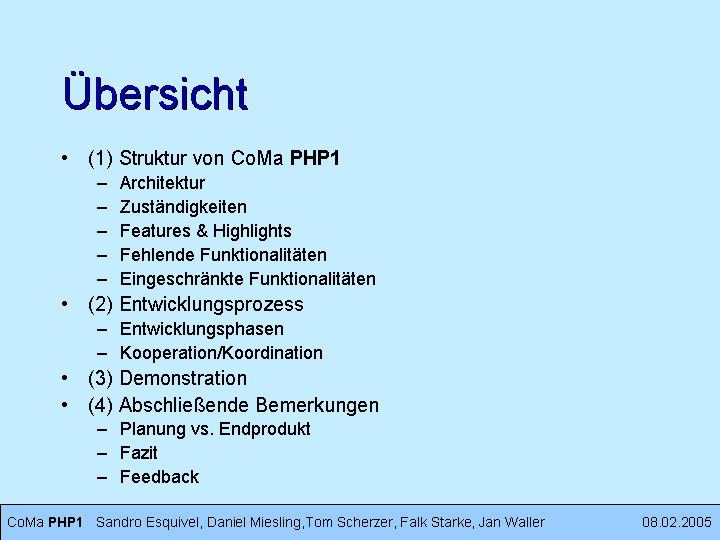 Übersicht
• (1) Struktur von CoMa PHP1
– Architektur
– Zuständigkeiten
– Features & Highlights
– Fehlende Funktionalitäten
– Eingeschränkte Funktionalitäten
• (2) Entwicklungsprozess
– Entwicklungsphasen
– Kooperation/Koordination
• (3) Demonstration
• (4) Abschließende Bemerkungen
– Planung vs. Endprodukt
– Fazit
– Feedback
CoMa PHP1 Sandro Esquivel, Daniel Miesling,Tom Scherzer, Falk Starke, Jan Waller 08.02.2005